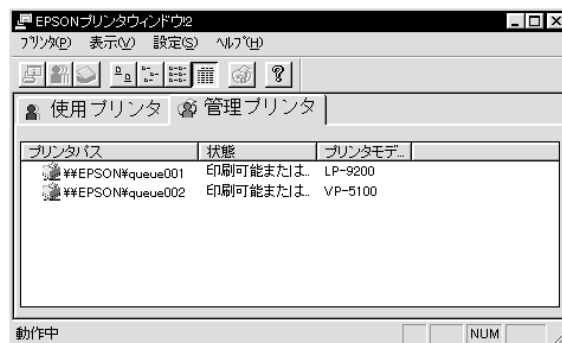 EPSONプリンタウィンドウ!2
プリンタ(P) 表示(V) 設定(S) ヘルプ(H)
使用プリンタ 管理プリンタ
プリンタパス 状態 プリンタモデ...
¥¥EPSON¥queue001 印刷可能または... LP-9200
¥¥EPSON¥queue002 印刷可能または... VP-5100
動作中 NUM